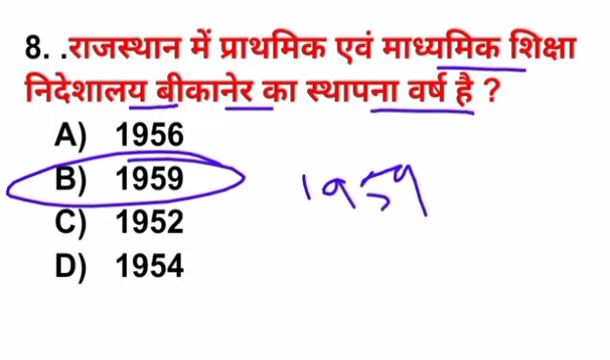 8. .राजस्थान में प्राथमिक एवं माध्यमिक शिक्षा
निदेशालय बीकानेर का स्थापना वर्ष है ?
A) 1956
B) 1959
1959
C) 1952
D) 1954